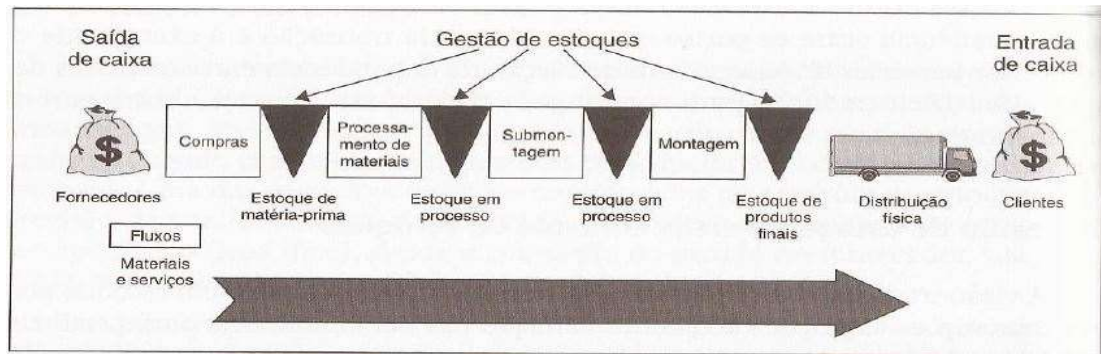 Saída
de caixa
Gestão de estoques
Entrada
de caixa
$
Compras
Processa-
mento de
materiais
Submon-
tagem
Montagem
$
Fornecedores
Estoque de
matéria-prima
Estoque em
processo
Estoque em
processo
Estoque de
produtos
finais
Distribuição
física
Clientes
Fluxos
Materiais
e serviços